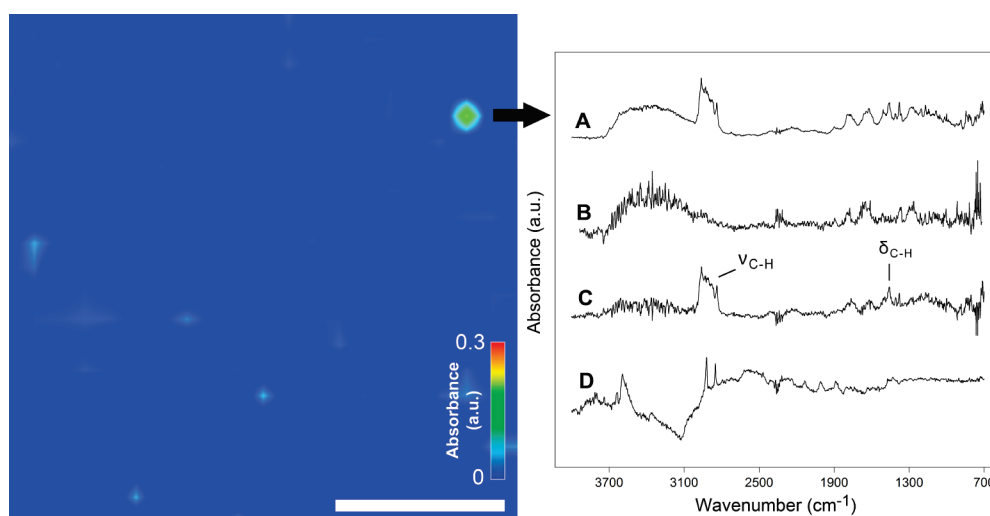 0.3
Absorbance
(a.u.)
0
A
B
C
D
ν C-H
δ C-H
Absorbance (a.u.)
3700 3100 2500 1900 1300 700
Wavenumber (cm-1)